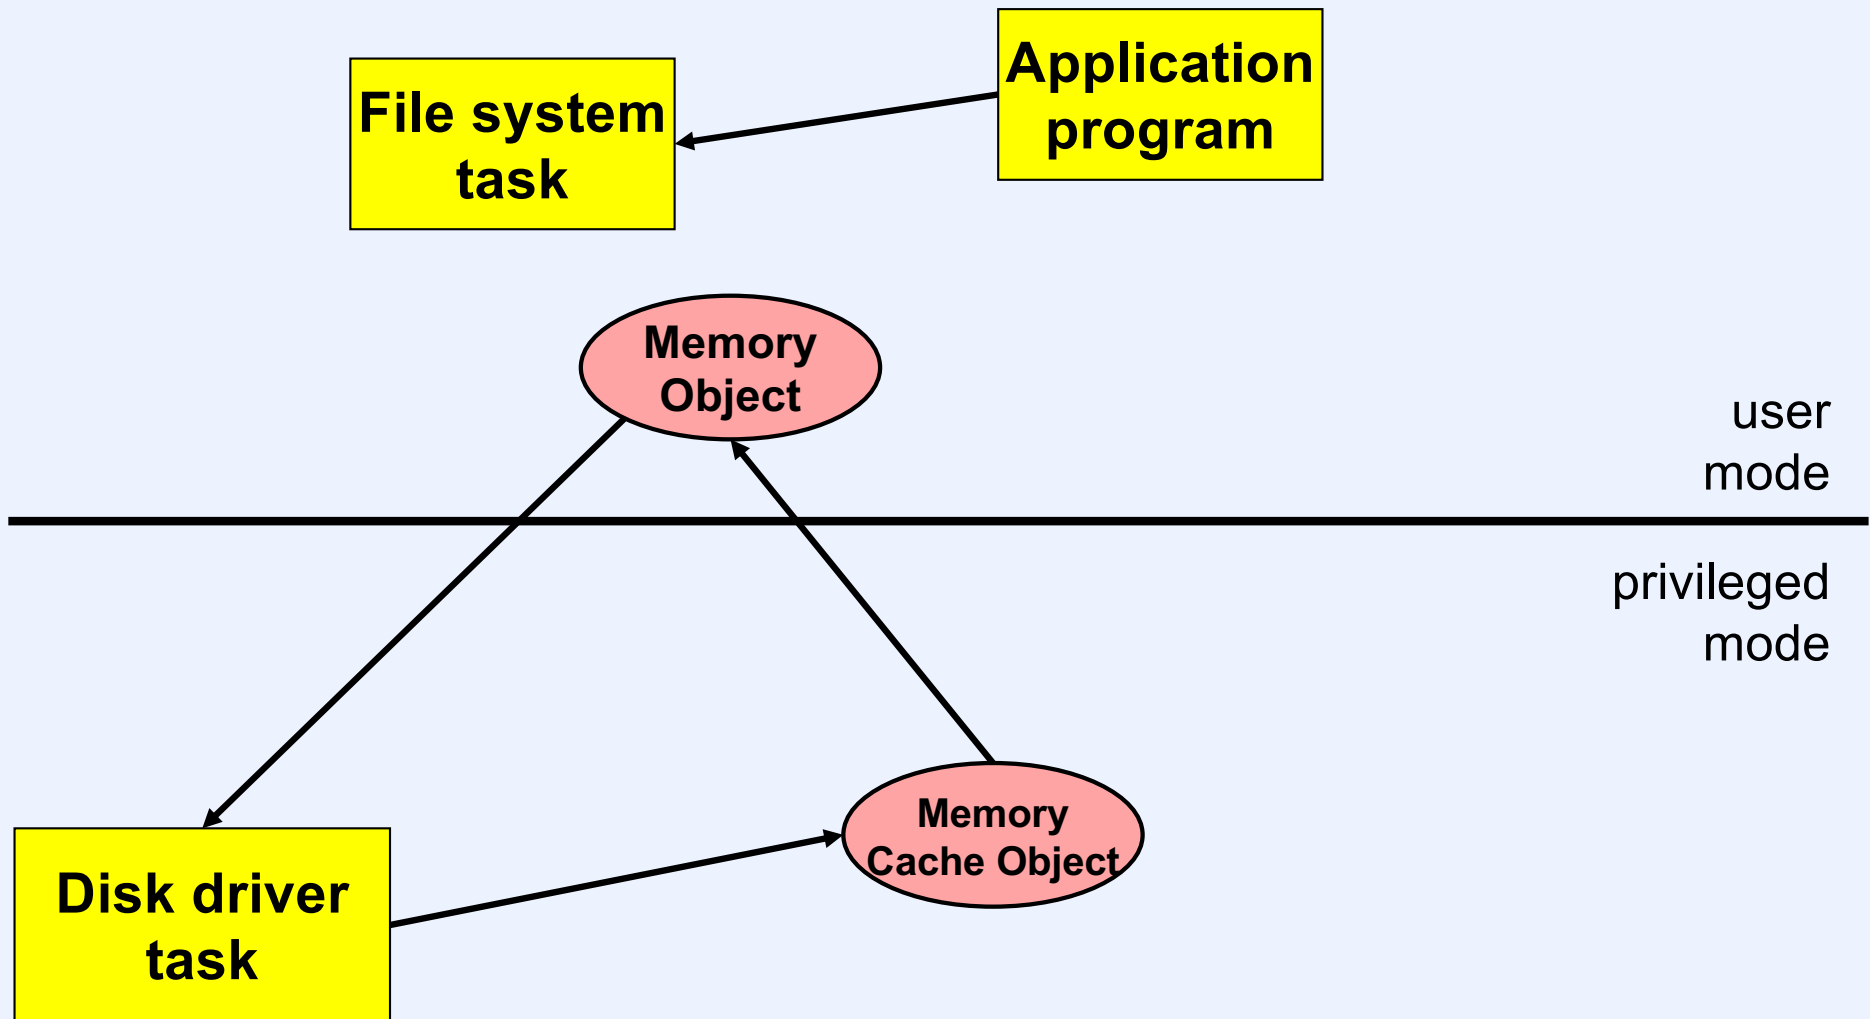 Application
program
File system
task
Memory
Object
user
mode
privileged
mode
Memory
Cache Object
Disk driver
task